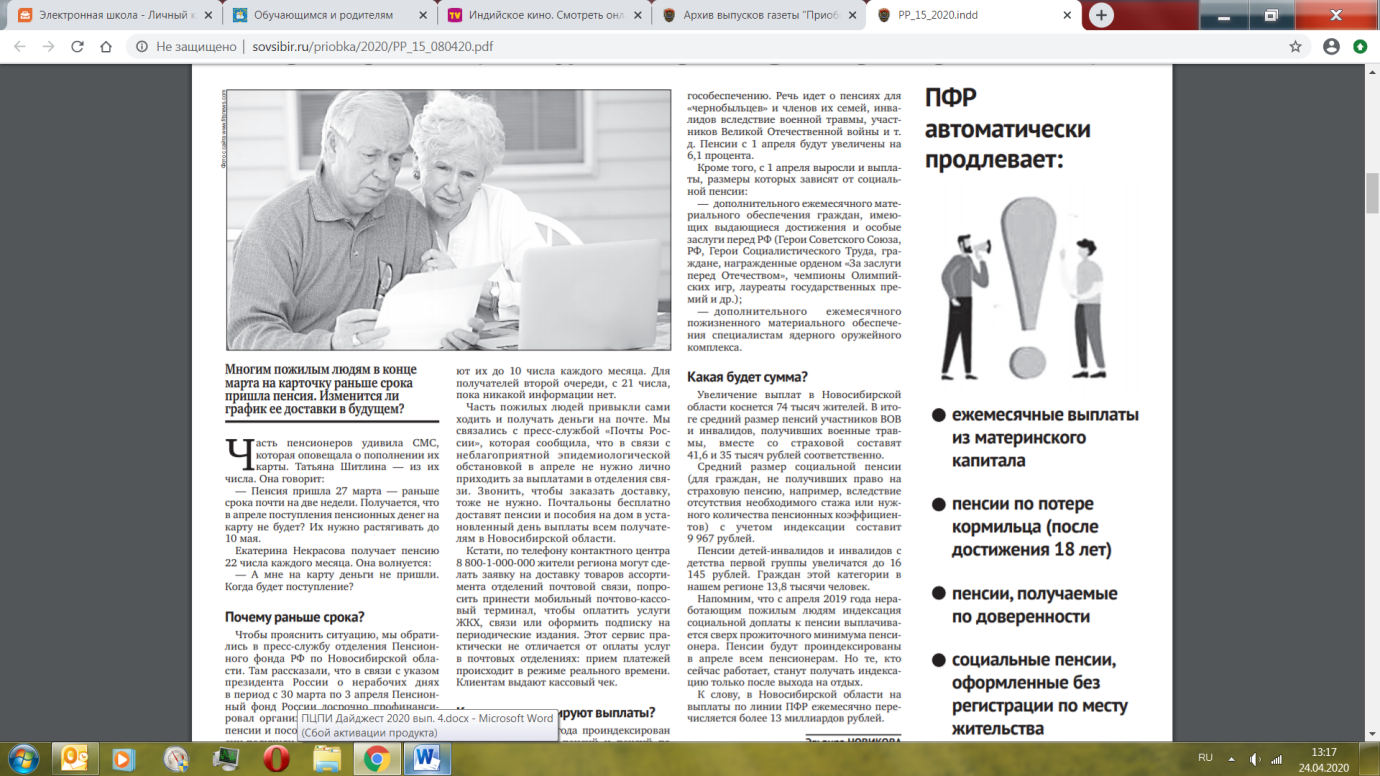 Электронная школа - Личный к
Обучающимся и родителям
Индийское кино. Смотреть онл
Архив выпусков газеты "Приоб
PP_15_2020.indd
Не защищено
sovsibir.ru/priobka/2020/PP_15_080420.pdf
Многим пожилым людям в конце
марта на карточку раньше срока
пришла пенсия. Изменится ли
график ее доставки в будущем?
Часть пенсионеров удивила СМС,
которая оповещала о пополнении их
карты. Татьяна Шитлина — из их
числа. Она говорит:
— Пенсия пришла 27 марта — раньше
срока почти на две недели. Получается, что
в апреле поступления пенсионных денег на
карту не будет? Их нужно растягивать до
10 мая.
Екатерина Некрасова получает пенсию
22 числа каждого месяца. Она волнуется:
— А мне на карту деньги не пришли.
Когда будет поступление?
Почему раньше срока?
Чтобы прояснить ситуацию, мы обрати-
лись в пресс-службу отделения Пенсион-
ного фонда РФ по Новосибирской обла-
сти. Там рассказали, что в связи с указом
президента России о нерабочих днях
в период с 30 марта по 3 апреля Пенсион-
ный фонд России досрочно профинанси-
ровал органи
пенсии и посо
ют их до 10 числа каждого месяца. Для
получателей второй очереди, с 21 числа,
пока никакой информации нет.
Часть пожилых людей привыкли сами
ходить и получать деньги на почте. Мы
связались с пресс-службой «Почты Рос-
сии», которая сообщила, что в связи с
неблагоприятной эпидемиологической
обстановкой в апреле не нужно лично
приходить за выплатами в отделения свя-
зи. Звонить, чтобы заказать доставку,
тоже не нужно. Почтальоны бесплатно
доставят пенсии и пособия на дом в уста-
новленный день выплаты всем получате-
лям в Новосибирской области.
Кстати, по телефону контактного центра
8 800-1-000-000 жители региона могут сде-
лать заявку на доставку товаров ассорти-
мента отделений почтовой связи, попро-
сить принести мобильный почтово-кассо-
вый терминал, чтобы оплатить услуги
ЖКХ, связи или оформить подписку на
периодические издания. Этот сервис пра-
ктически не отличается от оплаты услуг
в почтовых отделениях: прием платежей
происходит в режиме реального времени.
Клиентам выдают кассовый чек.
ируют выплаты?
ода проиндексирован
гособеспечению. Речь идет о пенсиях для
«чернобыльцев» и членов их семей, инва-
лидов вследствие военной травмы, участ-
ников Великой Отечественной войны и т.
д. Пенсии с 1 апреля будут увеличены на
6,1 процента.
Кроме того, с 1 апреля выросли и выпла-
ты, размеры которых зависят от социаль-
ной пенсии:
— дополнительного ежемесячного мате-
риального обеспечения граждан, имею-
щих выдающиеся достижения и особые
заслуги перед РФ (Герои Советского Союза,
РФ, Герои Социалистического Труда, гра-
ждане, награжденные орденом «За заслуги
перед Отечеством», чемпионы Олимпий-
ских игр, лауреаты государственных пре-
мий и др.);
— дополнительного ежемесячного
пожизненного материального обеспече-
ния специалистам ядерного оружейного
комплекса.
Какая будет сумма?
Увеличение выплат в Новосибирской
области коснется 74 тысяч жителей. В ито-
ге средний размер пенсий участников ВОВ
и инвалидов, получивших военные трав-
мы, вместе со страховой составят
41,6 и 35 тысяч рублей соответственно.
Средний размер социальной пенсии
(для граждан, не получивших право на
страховую пенсию, например, вследствие
отсутствия необходимого стажа или нуж-
ного количества пенсионных коэффициен-
тов) с учетом индексации составит
9 967 рублей.
Пенсии детей-инвалидов и инвалидов с
детства первой группы увеличатся до 16
145 рублей. Граждан этой категории в
нашем регионе 13,8 тысячи человек.
Напомним, что с апреля 2019 года нера-
ботающим пожилым людям индексация
социальной доплаты к пенсии выплачива-
ется сверх прожиточного минимума пенси-
онера. Пенсии будут проиндексированы
в апреле всем пенсионерам. Но те, кто
сейчас работает, станут получать индекса-
цию только после выхода на отдых.
К слову, в Новосибирской области на
выплаты по линии ПФР ежемесячно пере-
числяется более 13 миллиардов рублей.
ПФР
автоматически
продлевает:
● ежемесячные выплаты
из материнского
капитала
● пенсии по потере
кормильца (после
достижения 18 лет)
● пенсии, получаемые
по доверенности
● социальные пенсии,
оформленные без
регистрации по месту
жительства
ПЦПИ Дайджест 2020 вып. 4.docx - Microsoft Word
(Сбой активации продукта)
RU
13:17
24.04.2020